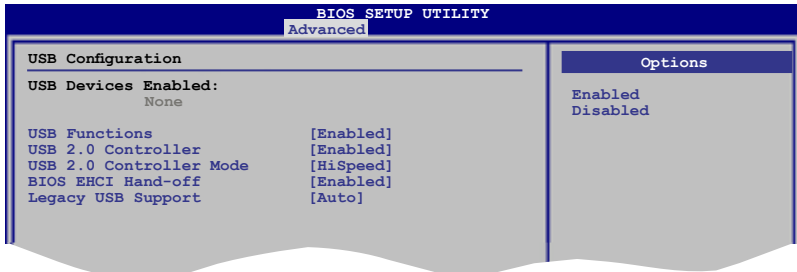 BIOS SETUP UTILITY
Advanced
USB Configuration
USB Devices Enabled:
None
USB Functions [Enabled]
USB 2.0 Controller [Enabled]
USB 2.0 Controller Mode [HiSpeed]
BIOS EHCI Hand-off [Enabled]
Legacy USB Support [Auto]
Options
Enabled
Disabled